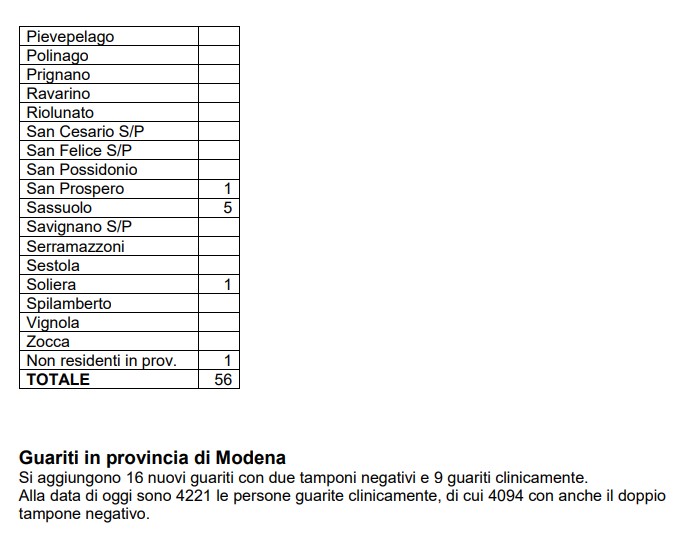 Pievepelago
Polinago
Prignano
Ravarino
Riolunato
San Cesario S/P
San Felice S/P
San Possidonio
San Prospero 1
Sassuolo 5
Savignano S/P
Serramazzoni
Sestola
Soliera 1
Spilamberto
Vignola
Zocca
Non residenti in prov. 1
TOTALE 56
Guariti in provincia di Modena
Si aggiungono 16 nuovi guariti con due tamponi negativi e 9 guariti clinicamente.
Alla data di oggi sono 4221 le persone guarite clinicamente, di cui 4094 con anche il doppio
tampone negativo.